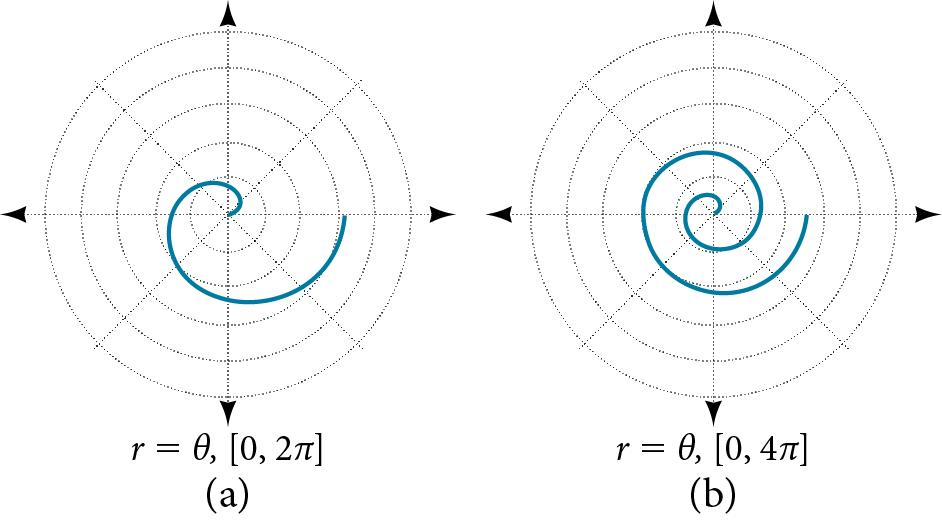 r = θ, [0, 2π]
(a)
r = θ, [0, 4π]
(b)